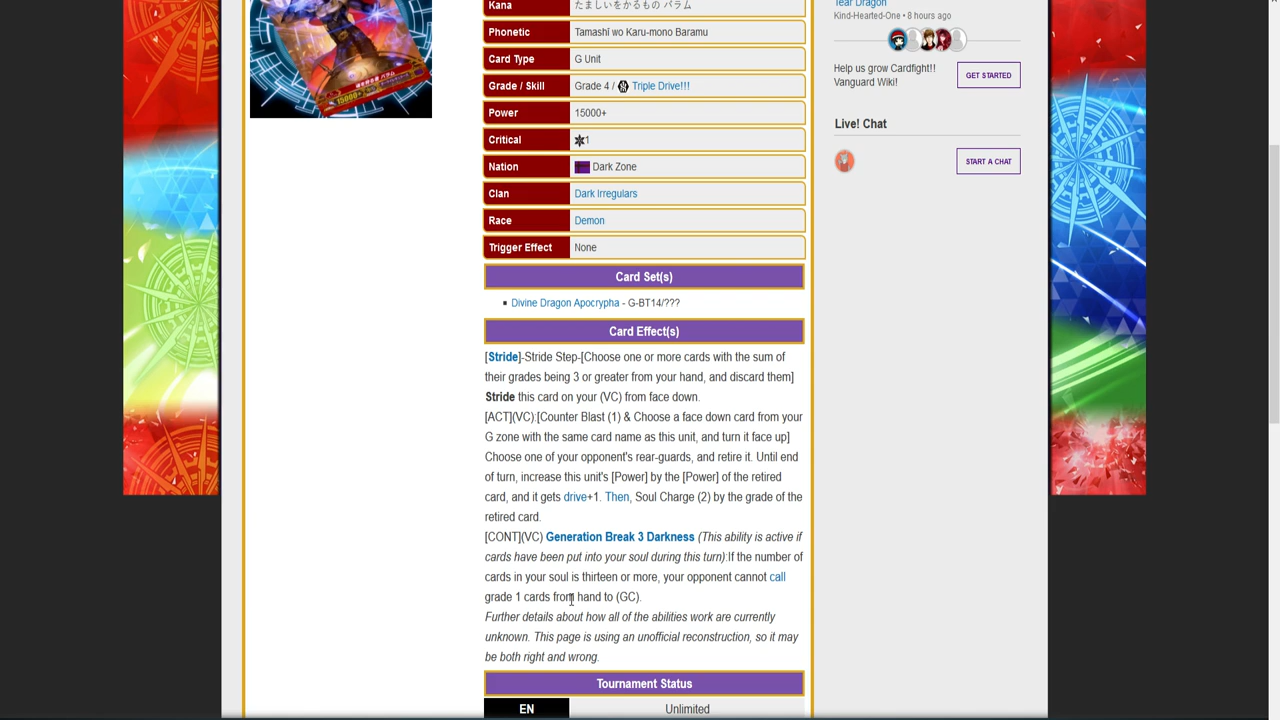 Kana たましいをかるもの バラム
Phonetic Tamashī wo Karu-mono Baramu
Card Type G Unit
Grade / Skill Grade 4 / Triple Drive!!!
Power 15000+
Critical 1
Nation Dark Zone
Clan Dark Irregulars
Race Demon
Trigger Effect None
Card Set(s)
Divine Dragon Apocrypha - G-BT14/???
Card Effect(s)
[Stride]-Stride Step-[Choose one or more cards with the sum of
their grades being 3 or greater from your hand, and discard them]
Stride this card on your (VC) from face down.
[ACT](VC):[Counter Blast (1) & Choose a face down card from your
G zone with the same card name as this unit, and turn it face up]
Choose one of your opponent's rear-guards, and retire it. Until end
of turn, increase this unit's [Power] by the [Power] of the retired
card, and it gets drive+1. Then, Soul Charge (2) by the grade of the
retired card.
[CONT](VC) Generation Break 3 Darkness (This ability is active if
cards have been put into your soul during this turn):If the number of
cards in your soul is thirteen or more, your opponent cannot call
grade 1 cards from hand to (GC).
Further details about how all of the abilities work are currently
unknown. This page is using an unofficial reconstruction, so it may
be both right and wrong.
Tournament Status
EN Unlimited
Tear Dragon
Kind-Hearted-One • 8 hours ago
Help us grow Cardfight!!
Vanguard Wiki!
GET STARTED
Live! Chat
START A CHAT
15000+